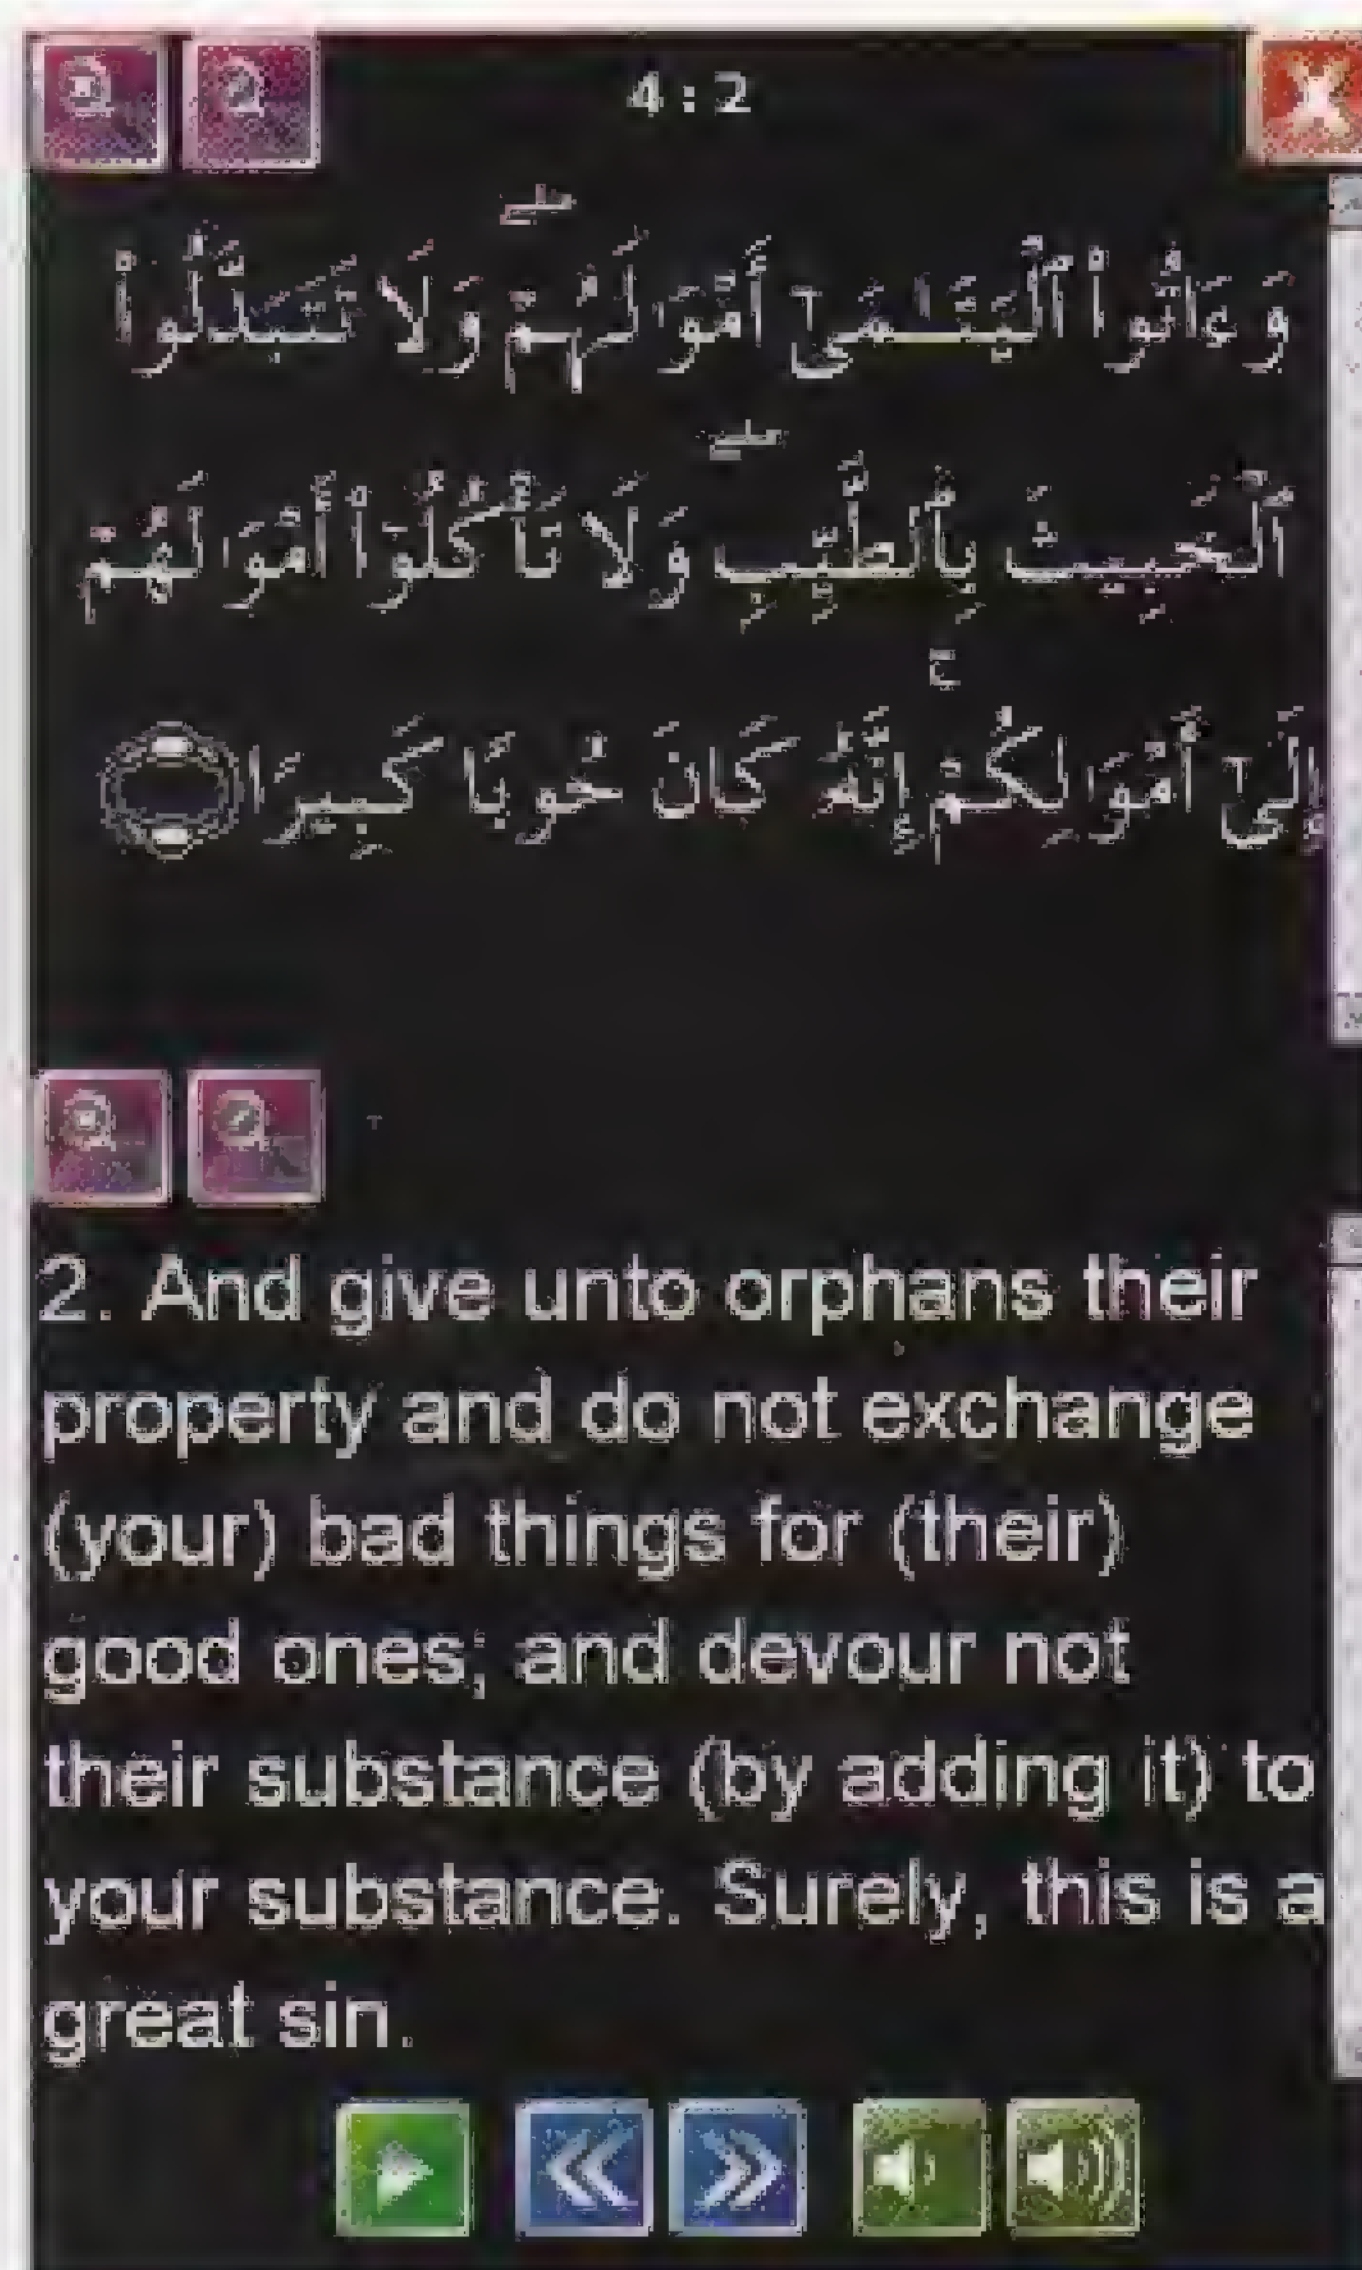 4:2
وَءَاتُوا۟ ٱلْيَتَـٰمَىٰٓ أَمْوَٰلَهُمْ ۖ وَلَا تَتَبَدَّلُوا۟
ٱلْخَبِيثَ بِٱلطَّيِّبِ ۖ وَلَا تَأْكُلُوٓا۟ أَمْوَٰلَهُمْ
إِلَىٰٓ أَمْوَٰلِكُمْ ۚ إِنَّهُۥ كَانَ حُوبًا كَبِيرًا
2. And give unto orphans their
property and do not exchange
(your) bad things for (their)
good ones; and devour not
their substance (by adding it) to
your substance. Surely, this is a
great sin.